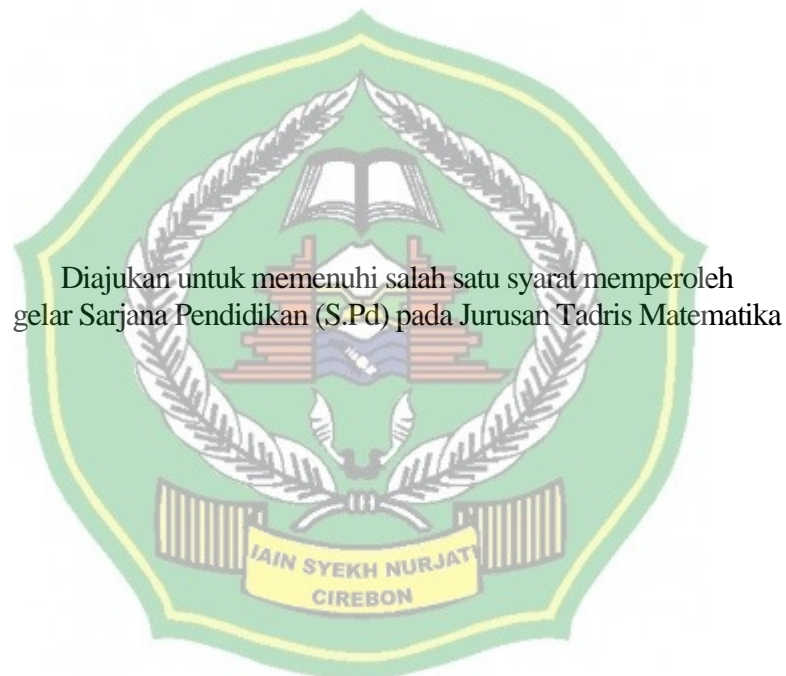 Diajukan untuk memenuhi salah satu syarat memperoleh
gelar Sarjana Pendidikan (S.Pd) pada Jurusan Tadris Matematika
IAIN SYEKH NURJATI
CIREBON